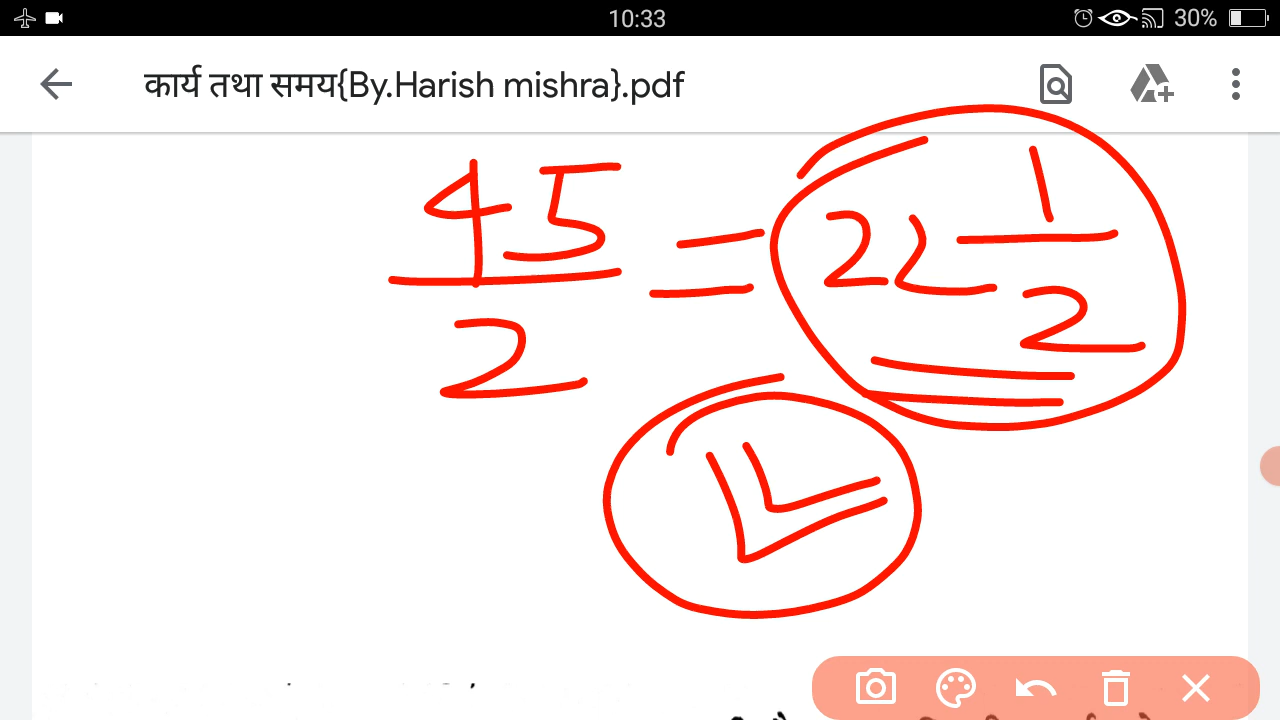 10:33
30%
कार्य तथा समय{By.Harish mishra}.pdf
45/2 = 22 1/2